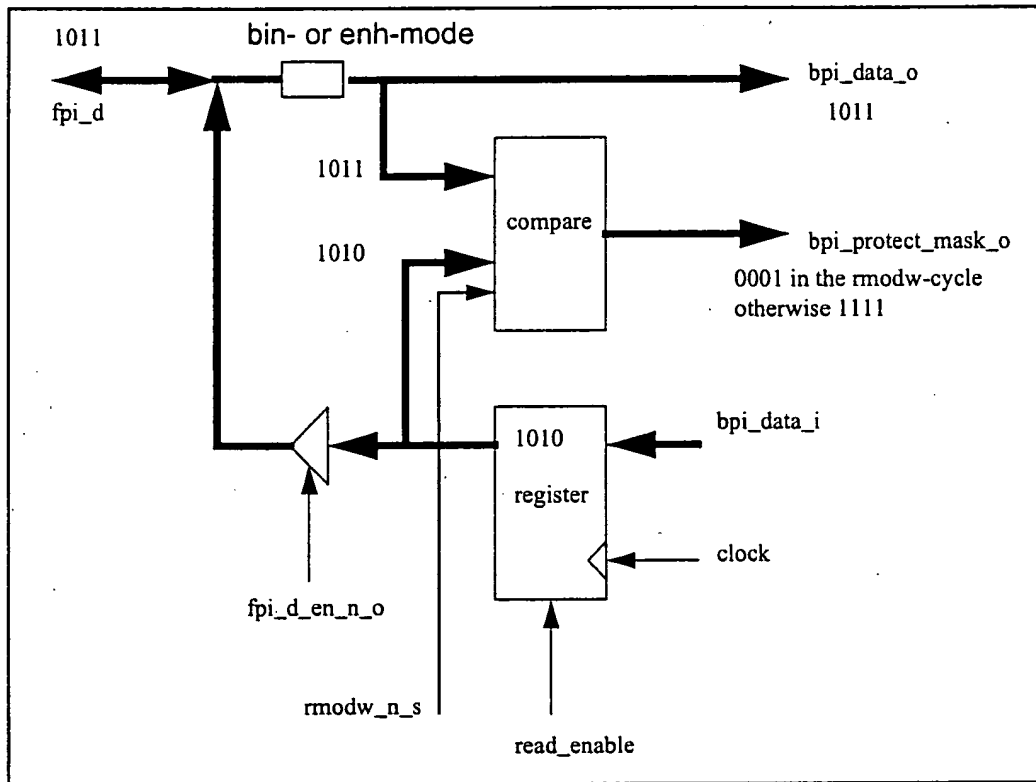 1011
bin- or enh-mode
fpi_d
bpi_data_o
1011
1011
compare
1010
bpi_protect_mask_o
0001 in the rmodw-cycle
otherwise 1111
1010
bpi_data_i
register
clock
fpi_d_en_n_o
rmodw_n_s
read_enable